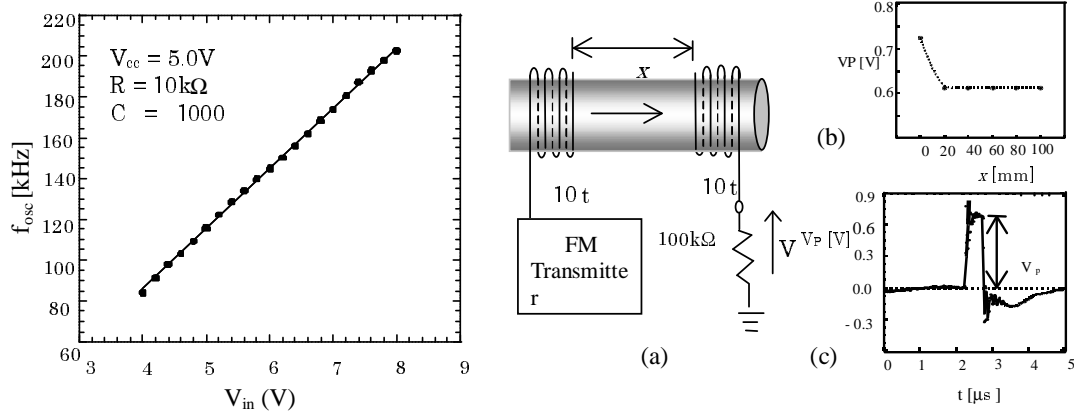 220
200
180
160
140
120
100
80
60
3 4 5 6 7 8 9
f_osc [kHz]
V_in (V)
V_cc = 5.0V
R = 10kΩ
C = 1000
x
10 t
10 t
FM
Transmitte
r
100kΩ
V
(a)
0.8
0.7
VP [V]
0.6
0 20 40 60 80 100
x [mm]
(b)
0.9
0.6
V_P [V]
0.3
0.0
- 0.3
V_p
0 1 2 3 4 5
t [μs]
(c)